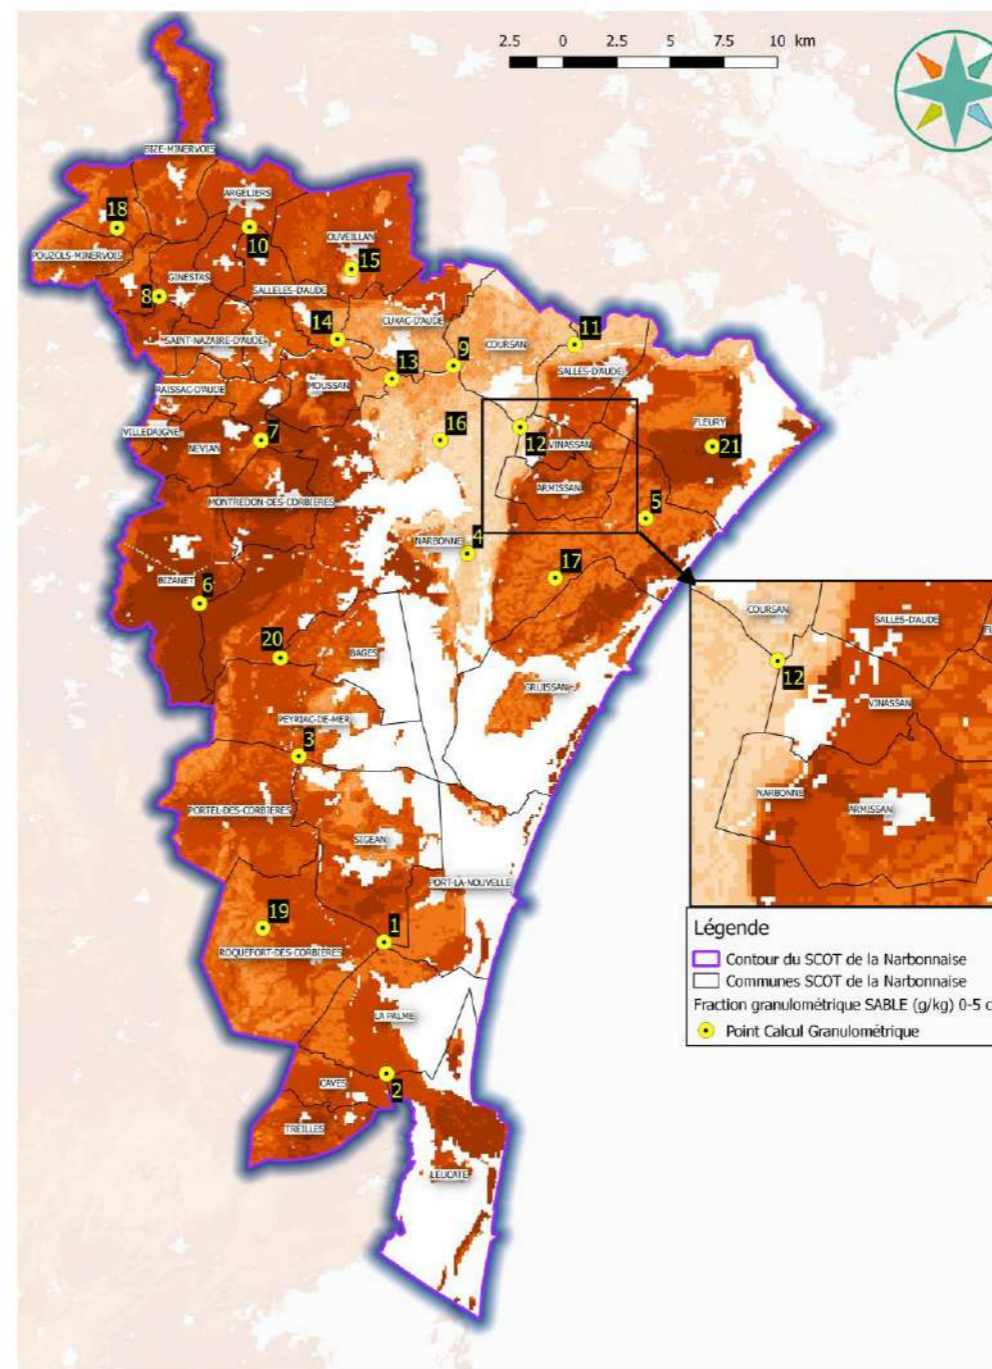 2.5 0 2.5 5 7.5 10 km
BIZE-MINERVOIS
ARGELIERS
18
10
OUVEILLAN
POUZOLS-MINERVOIS
15
GINESTAS
8
SALLELES-D'AUDE
CUXAC-D'AUDE
14
11
SAINT-NAZAIRE-D'AUDE
COURSAN
9
13
SALLES-D'AUDE
RAISSAC-D'AUDE
MOUSSAN
VILLEDAIGNE
7
16
FLEURY
NEVIAN
12
VINASSAN
21
ARMISSAN
MONTREDON-DES-CORBIERES
5
NARBONNE
4
17
BIZANET
6
20
BAGES
GRUISSAN
PEYRIAC-DE-MER
3
PORTEL-DES-CORBIERES
SIGEAN
PORT-LA-NOUVELLE
19
1
ROQUEFORT-DES-CORBIERES
LA PALME
CAVES
2
TREILLES
LEUCATE
COURSAN
SALLES-D'AUDE
12
VINASSAN
NARBONNE
ARMISSAN
Légende
Contour du SCOT de la Narbonnaise
Communes SCOT de la Narbonnaise
Fraction granulométrique SABLE (g/kg) 0-5 c
Point Calcul Granulométrique